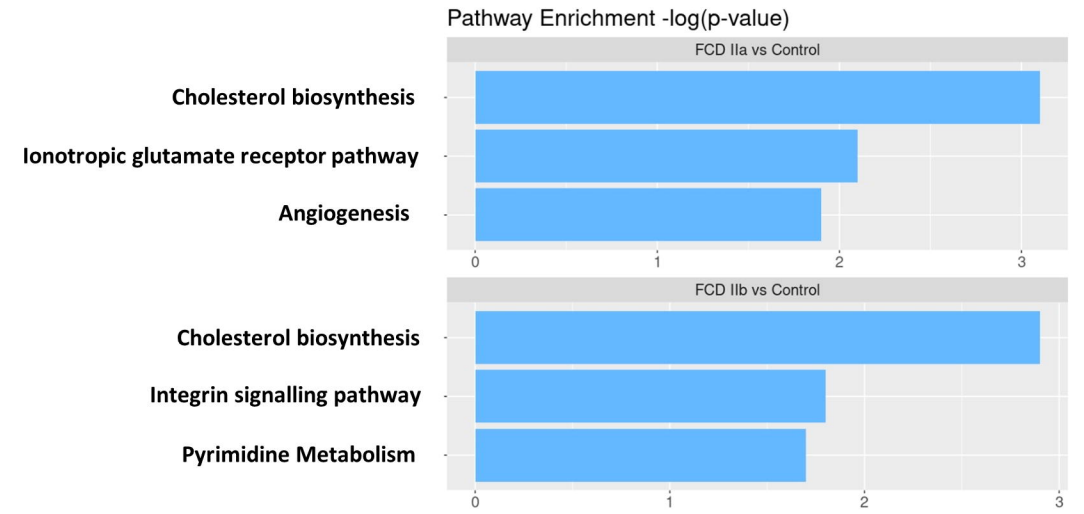 Pathway Enrichment -log(p-value)
FCD IIa vs Control
Cholesterol biosynthesis
Ionotropic glutamate receptor pathway
Angiogenesis
0 1 2 3
FCD IIb vs Control
Cholesterol biosynthesis
Integrin signalling pathway
Pyrimidine Metabolism
0 1 2 3